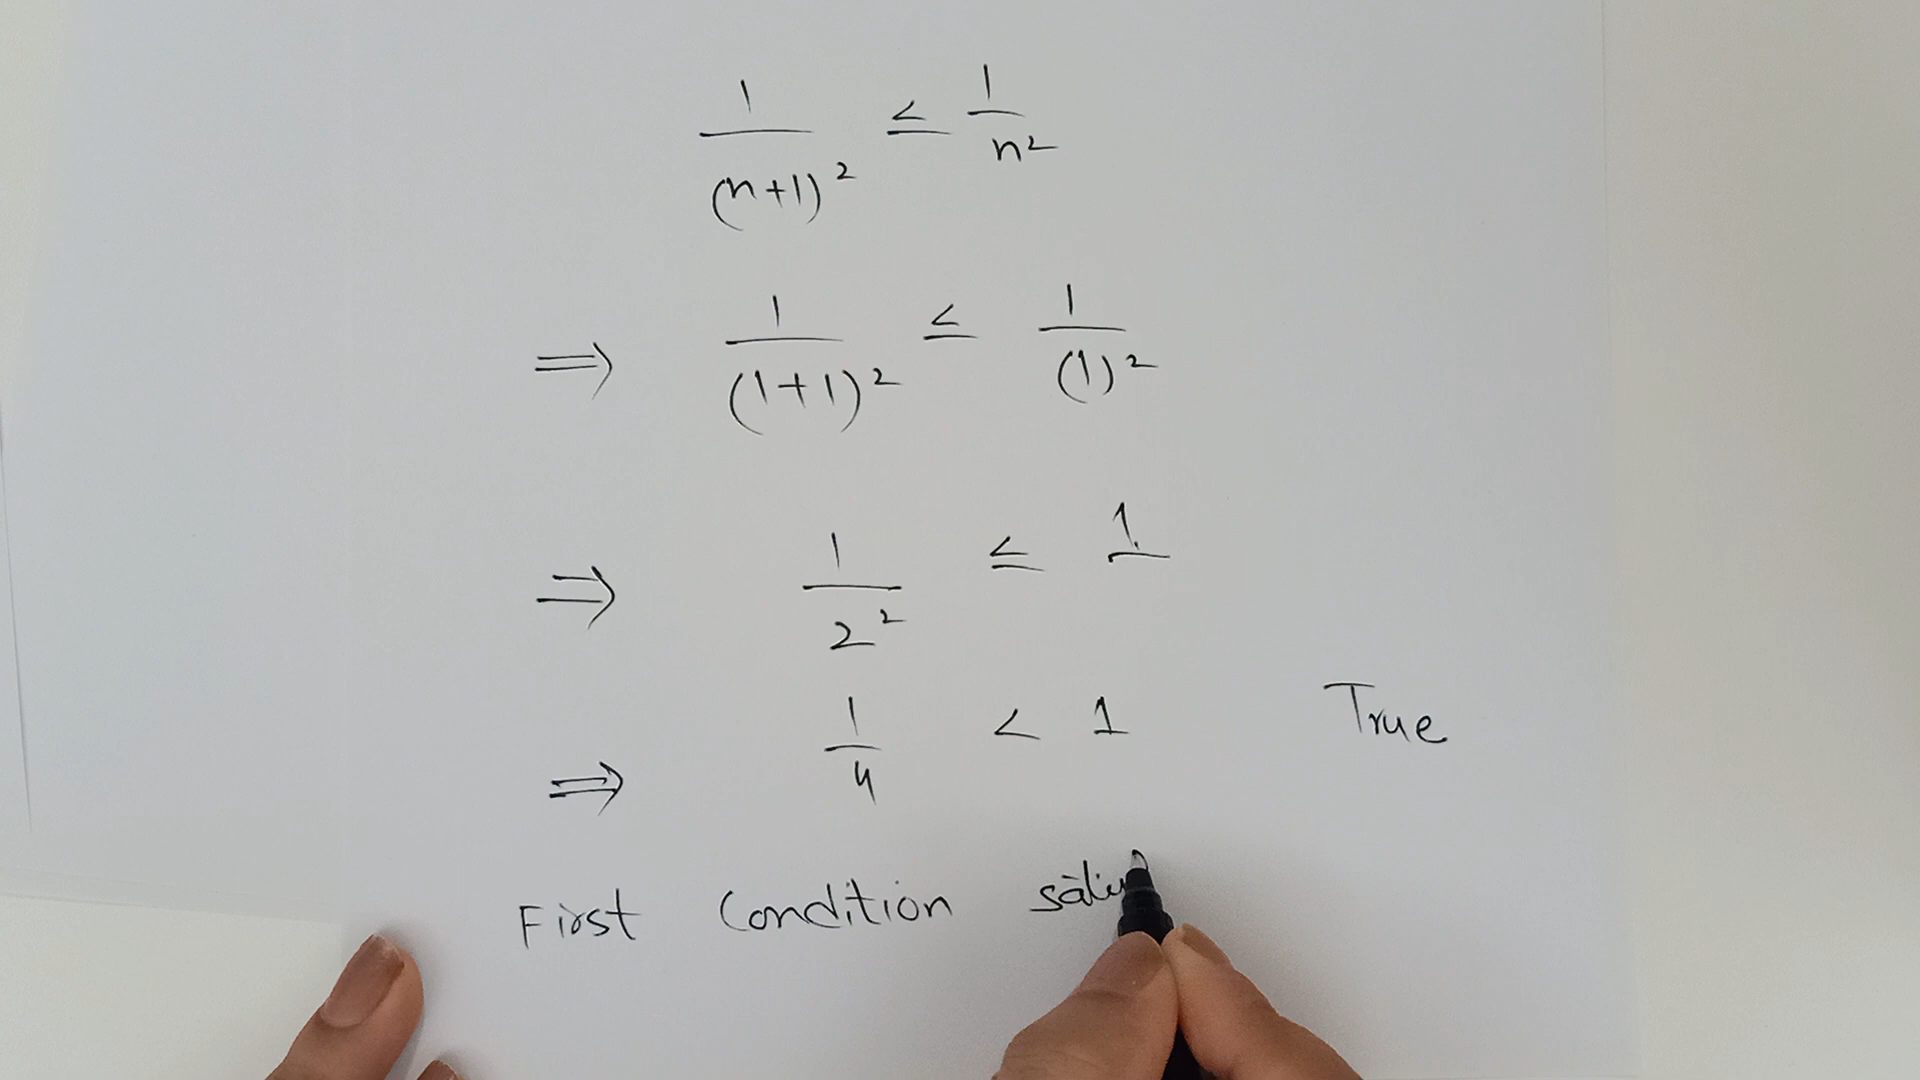 1/(n+1)² ≤ 1/n²
⇒ 1/(1+1)² ≤ 1/(1)²
⇒ 1/2² ≤ 1
⇒ 1/4 < 1 True
First Condition